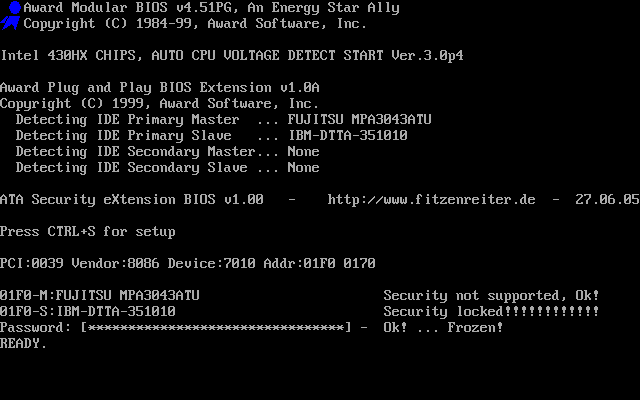 Award Modular BIOS v4.51PG, An Energy Star Ally
Copyright (C) 1984-99, Award Software, Inc.
Intel 430HX CHIPS, AUTO CPU VOLTAGE DETECT START Ver.3.0p4
Award Plug and Play BIOS Extension v1.0A
Copyright (C) 1999, Award Software, Inc.
Detecting IDE Primary Master ... FUJITSU MPA3043ATU
Detecting IDE Primary Slave ... IBM-DTTA-351010
Detecting IDE Secondary Master... None
Detecting IDE Secondary Slave ... None
ATA Security eXtension BIOS v1.00 - http://www.fitzenreiter.de - 27.06.05
Press CTRL+S for setup
PCI:0039 Vendor:8086 Device:7010 Addr:01F0 0170
01F0-M:FUJITSU MPA3043ATU Security not supported, Ok!
01F0-S:IBM-DTTA-351010 Security locked!!!!!!!!!!!!
Password: [********************************] - Ok! ... Frozen!
READY.